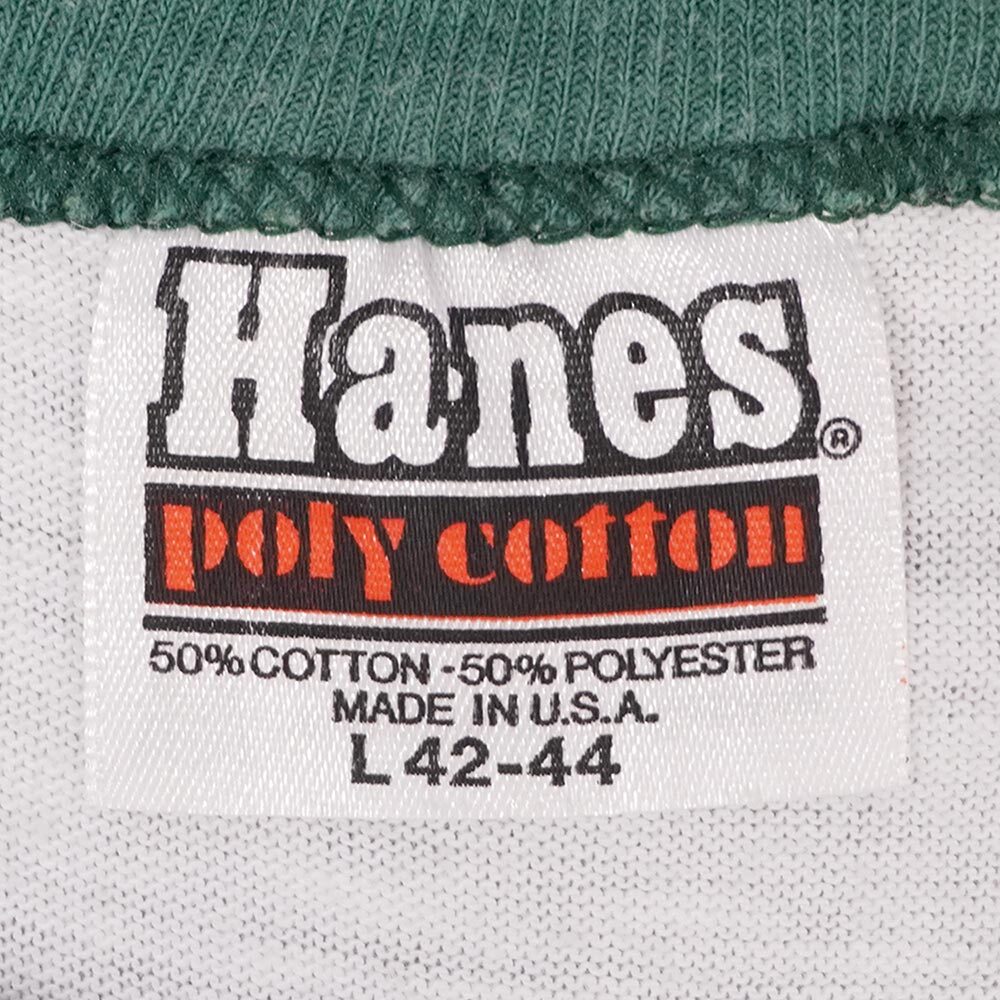 Hanes®
poly cotton
50% COTTON - 50% POLYESTER
MADE IN U.S.A.
L 42-44